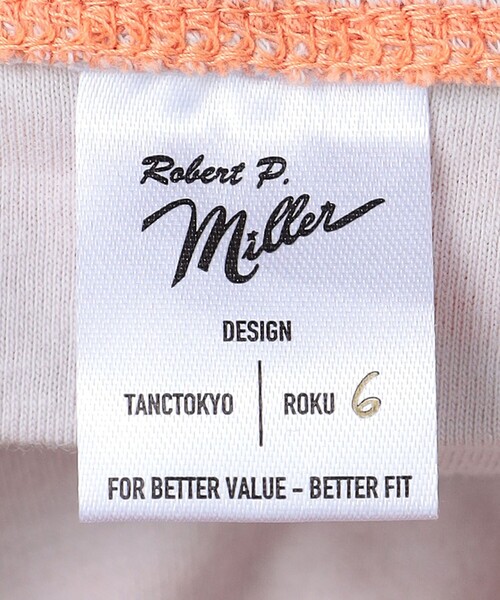 Robert P.
Miller
DESIGN
TANCTOKYO | ROKU 6
FOR BETTER VALUE – BETTER FIT